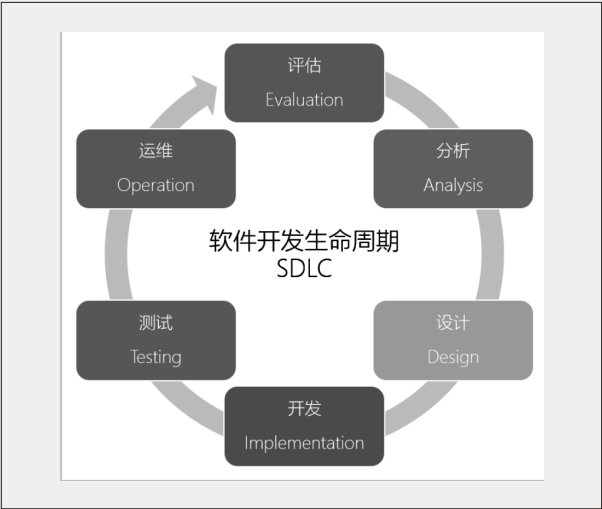 评估
Evaluation
分析
Analysis
设计
Design
开发
Implementation
测试
Testing
运维
Operation
软件开发生命周期
SDLC